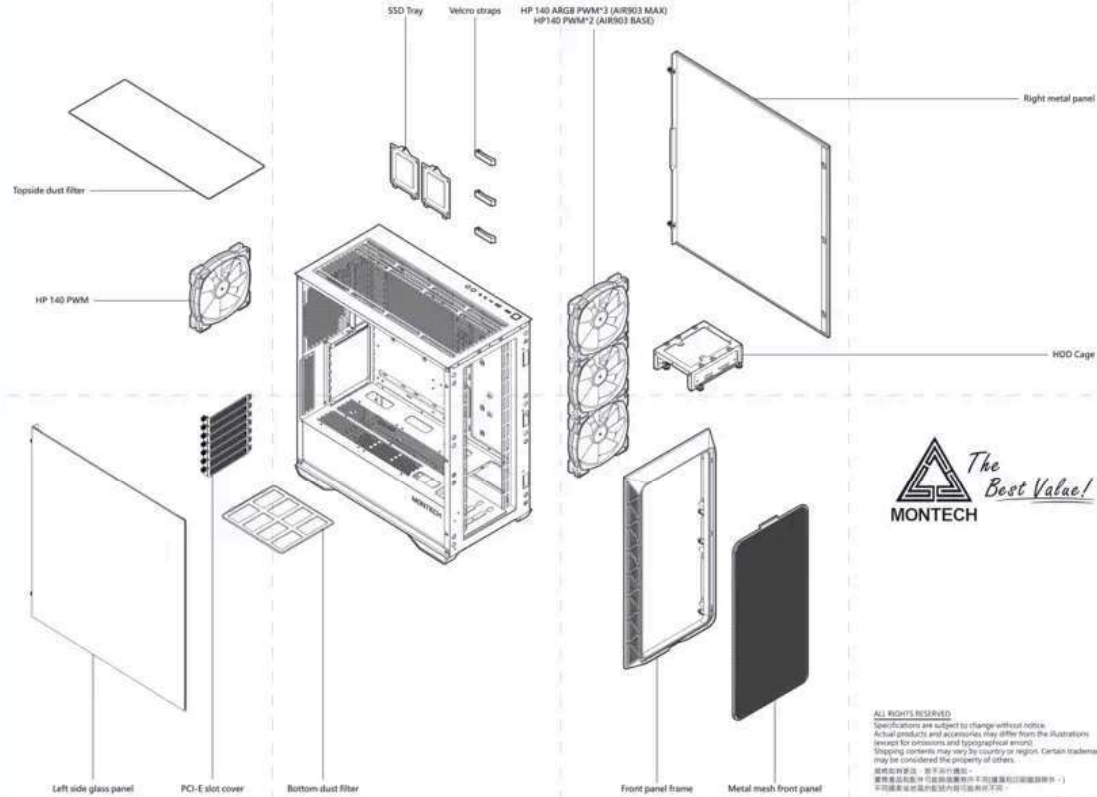 SSD Tray
Velcro straps
HP 140 ARGB PWM*3 (AIR903 MAX)
HP140 PWM*2 (AIR903 BASE)
Right metal panel
Topside dust filter
HP 140 PWM
HDD Cage
MONTECH
The
Best Value!
MONTECH
Left side glass panel
PCI-E slot cover
Bottom dust filter
Front panel frame
Metal mesh front panel
ALL RIGHTS RESERVED
Specifications are subject to change without notice.
Actual products and accessories may differ from the illustrations
(except for omissions and typographical errors).
Shipping contents may vary by country or region. Certain
may be considered the property of others.